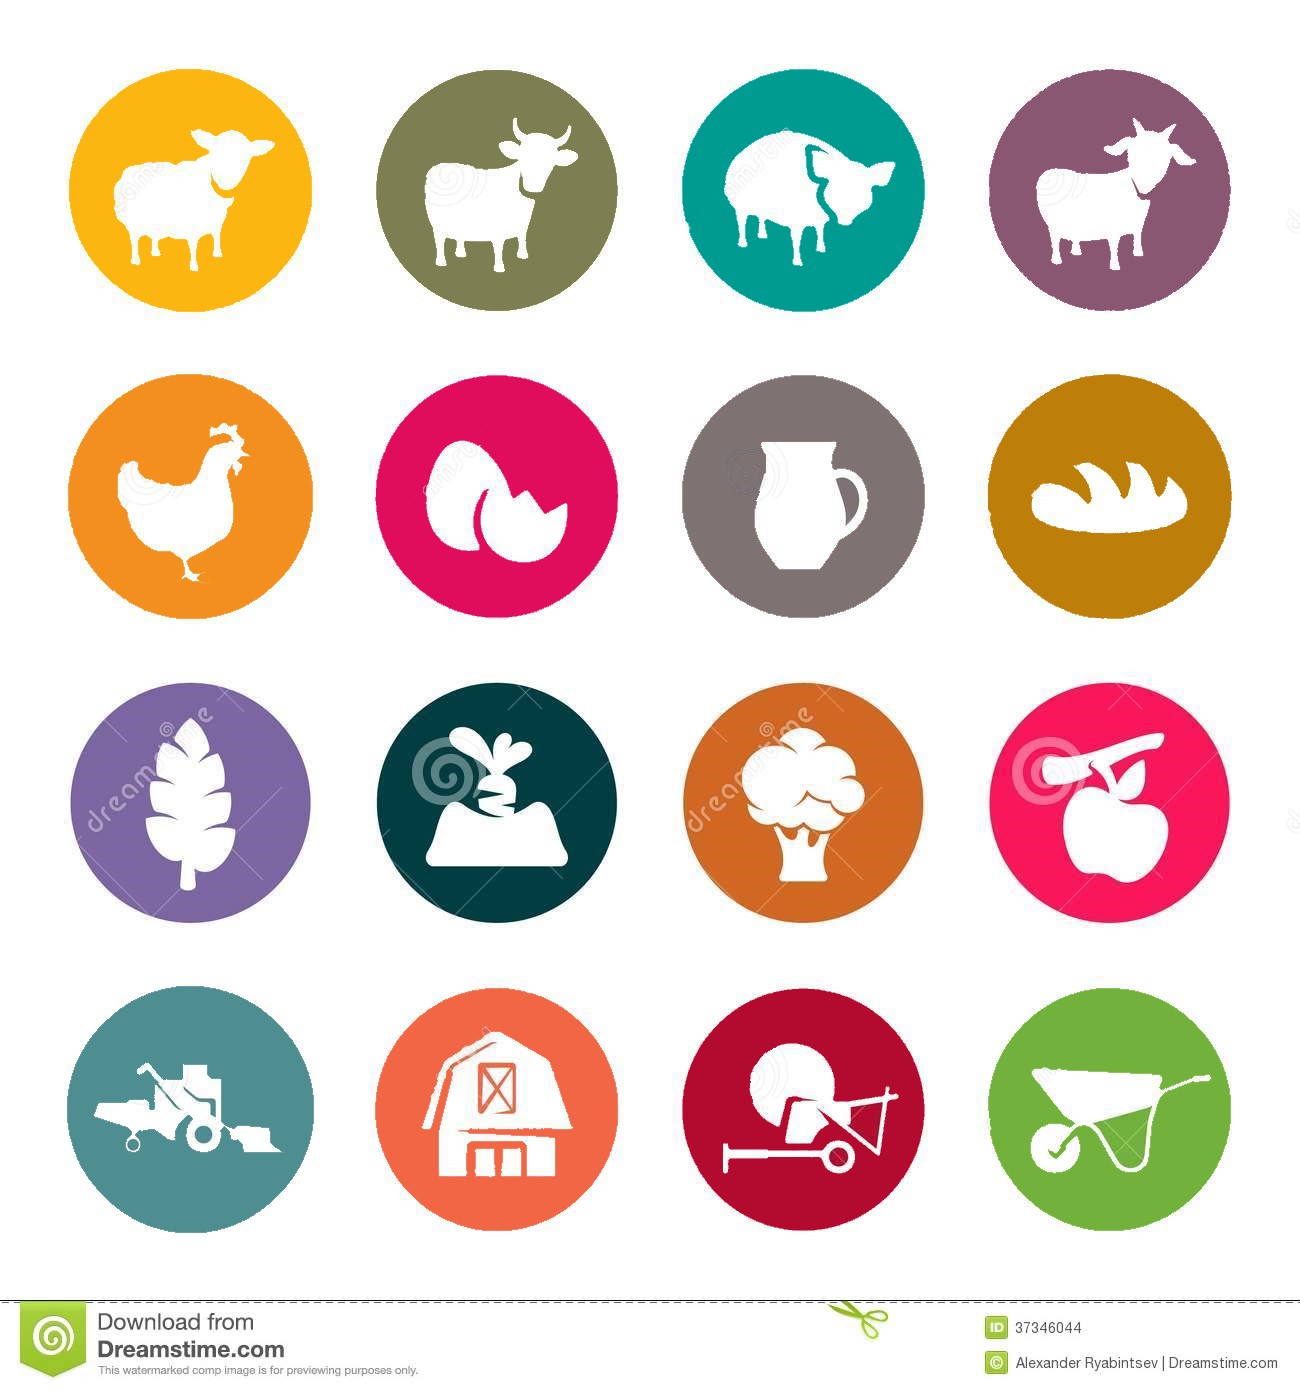 Download from
Dreamstime.com
This watermarked comp image is for previewing purposes only.
ID 37346044
© Alexander Ryabintsev | Dreamstime.com